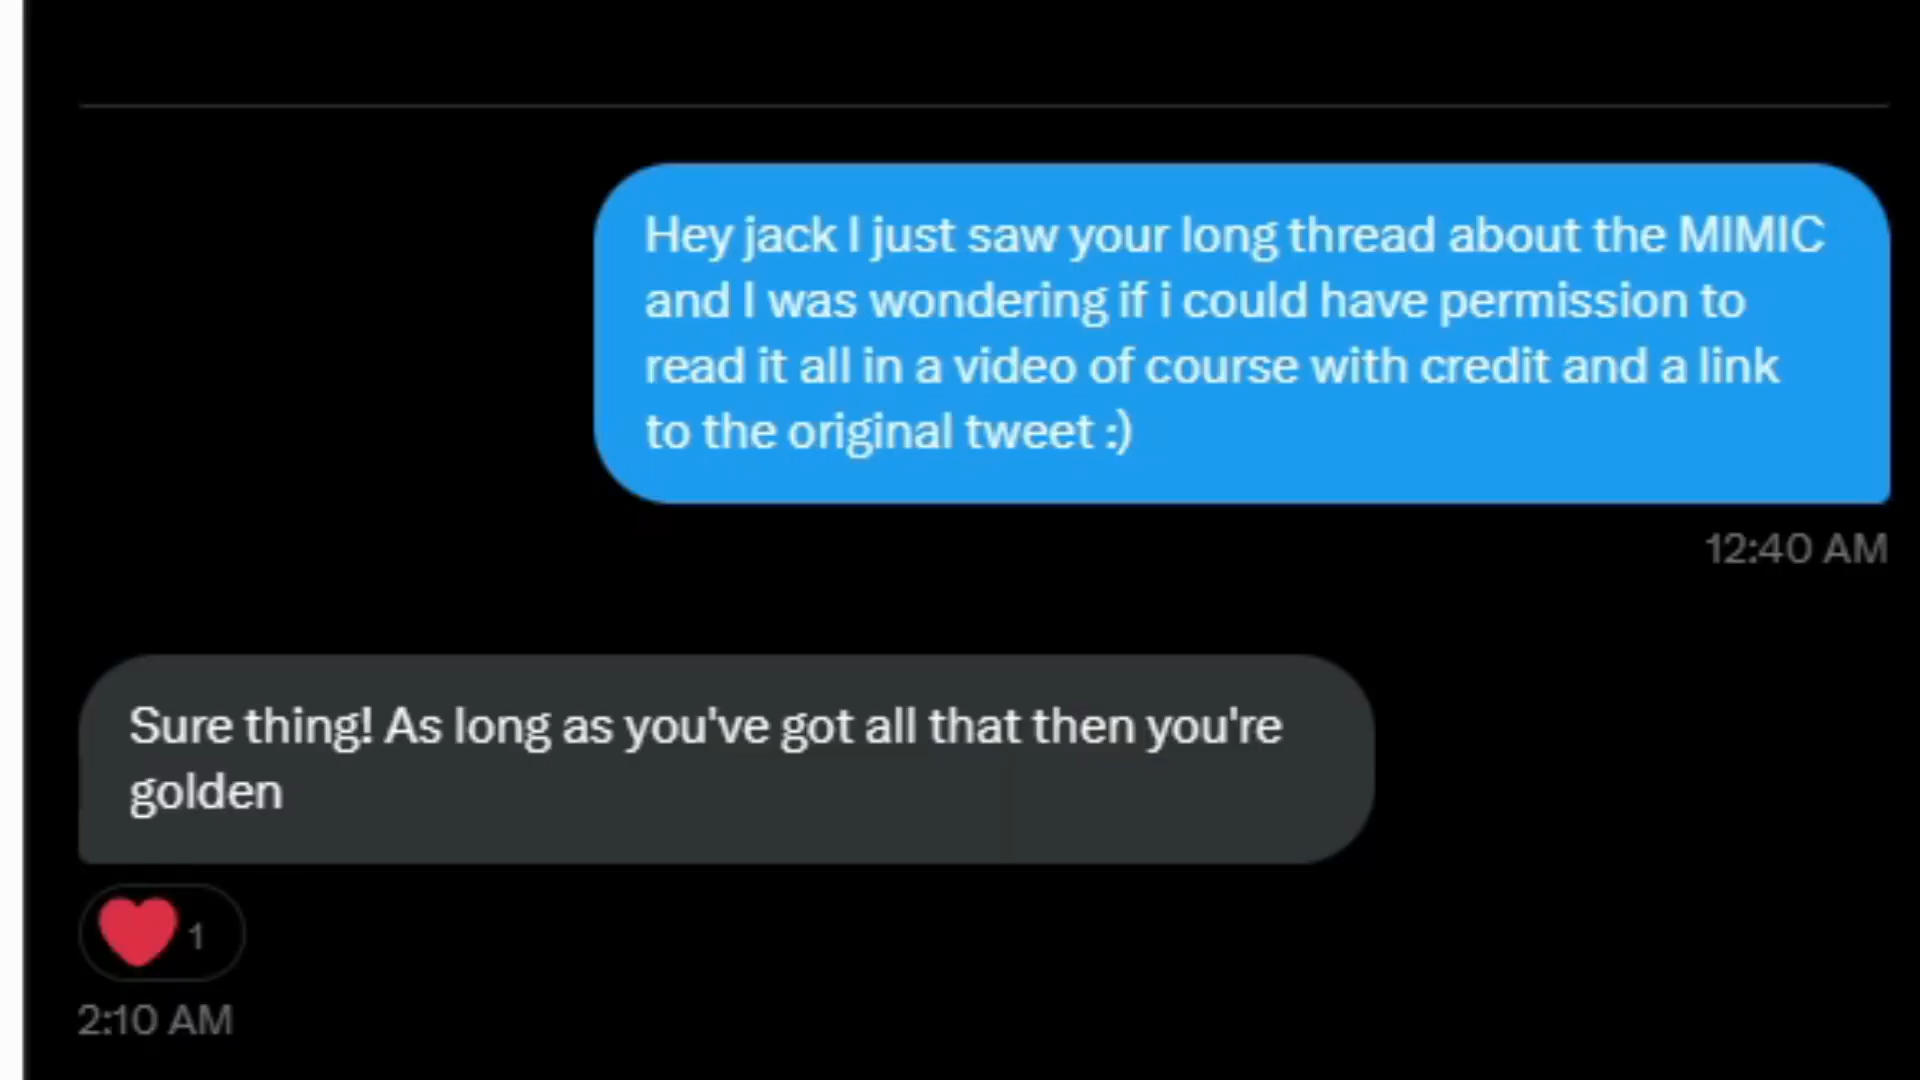 Hey jack I just saw your long thread about the MIMIC
and I was wondering if i could have permission to
read it all in a video of course with credit and a link
to the original tweet :)
12:40 AM
Sure thing! As long as you've got all that then you're
golden
1
2:10 AM